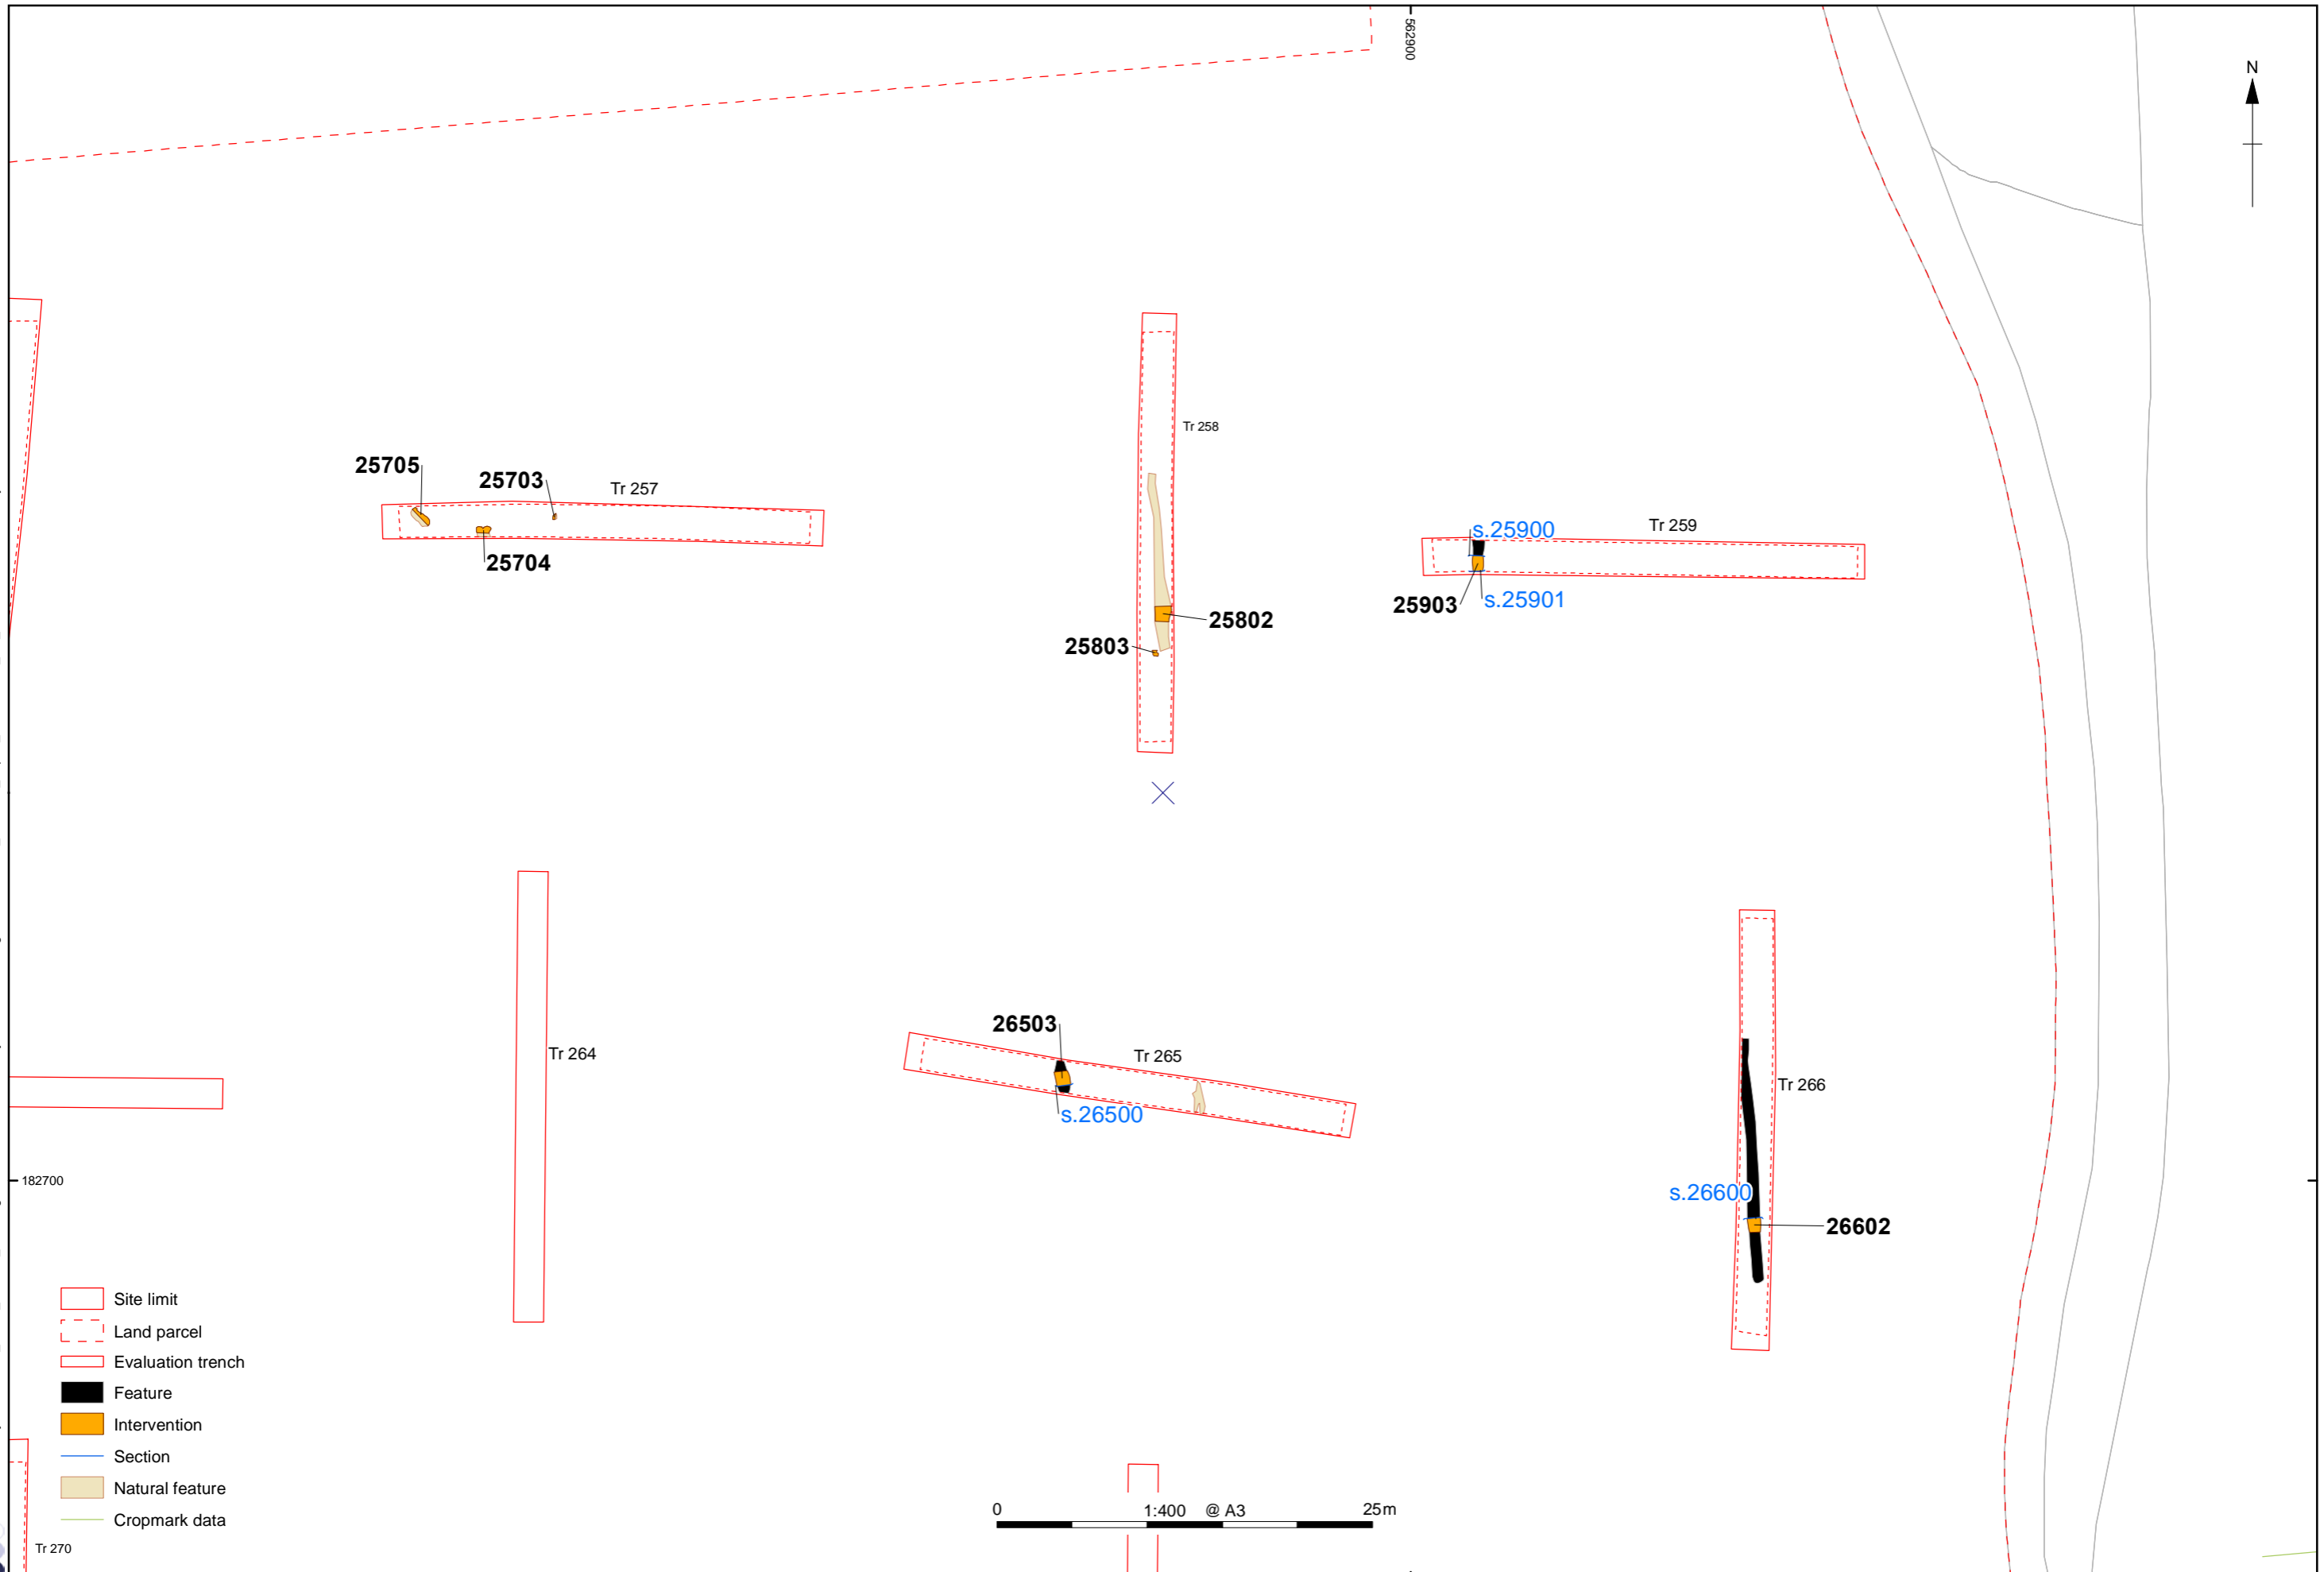 562900
N
Tr 258
25705
25703
Tr 257
25704
s.25900
Tr 259
25903
s.25901
25802
25803
26503
Tr 265
s.26500
Tr 264
Tr 266
182700
s.26600
26602
Site limit
Land parcel
Evaluation trench
Feature
Intervention
Section
Natural feature
Cropmark data
0 1:400 @ A3 25m
Tr 270